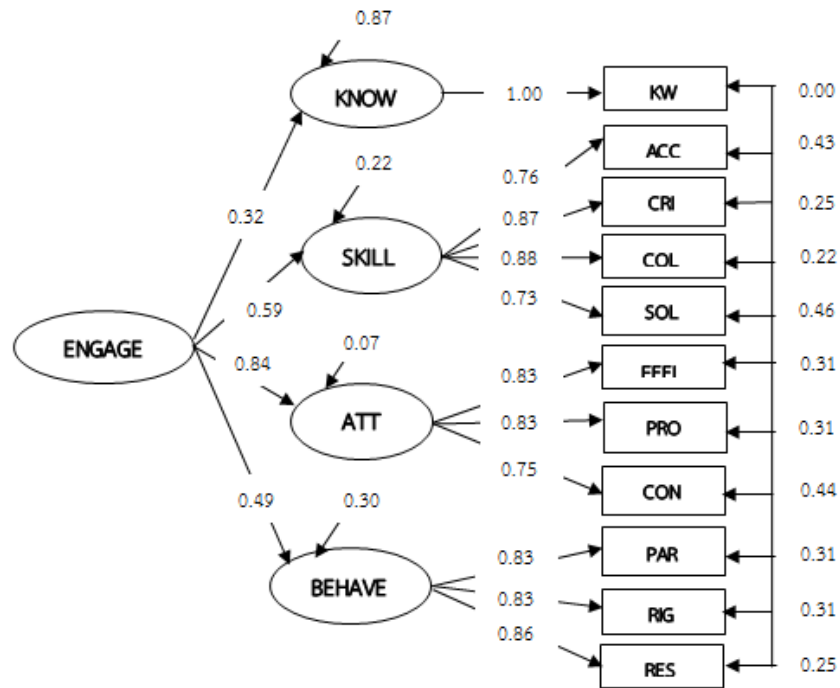 0.87
KNOW
1.00
KW
0.00
ACC
0.43
0.76
0.22
CRI
0.25
0.32
0.87
SKILL
0.88
COL
0.22
0.73
SOL
0.46
0.59
ENGAGE
0.07
0.84
0.83
EFFI
0.31
ATT
0.83
PRO
0.31
0.75
CON
0.44
0.49
0.30
0.83
PAR
0.31
BEHAVE
0.83
RIG
0.31
0.86
RES
0.25